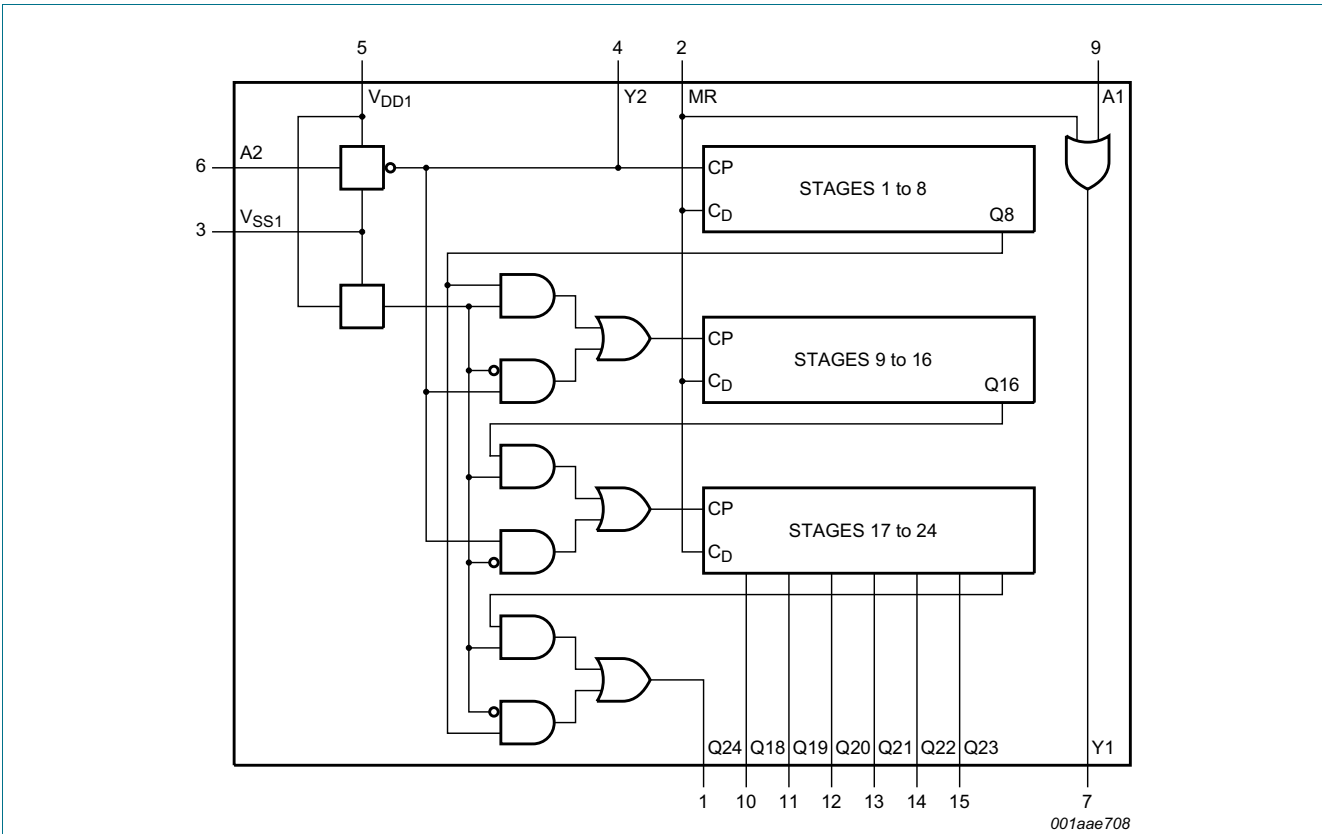 5 4 2 9
VDD1 Y2 MR A1
6 A2
CP
STAGES 1 to 8
CD
Q8
3 VSS1
CP
STAGES 9 to 16
CD
Q16
CP
STAGES 17 to 24
CD
Q24 Q18 Q19 Q20 Q21 Q22 Q23 Y1
1 10 11 12 13 14 15 7
001aae708